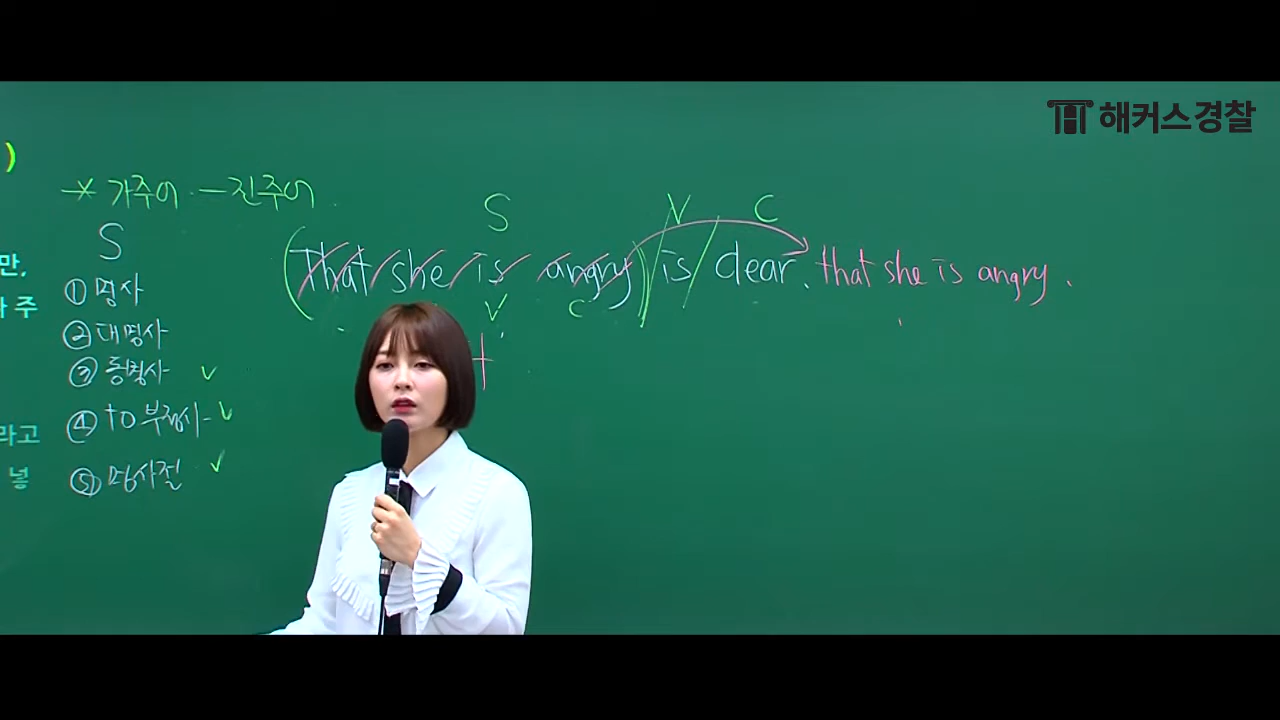 해커스경찰
)
* 가주어 - 진주어.
S
S V C
만,
(That she is angry) is clear. that she is angry.
① 명사
V C
가 주
② 대명사
③ 동명사 ✓
④ to 부정사 ✓
라고
⑤ 명사절 ✓
넣